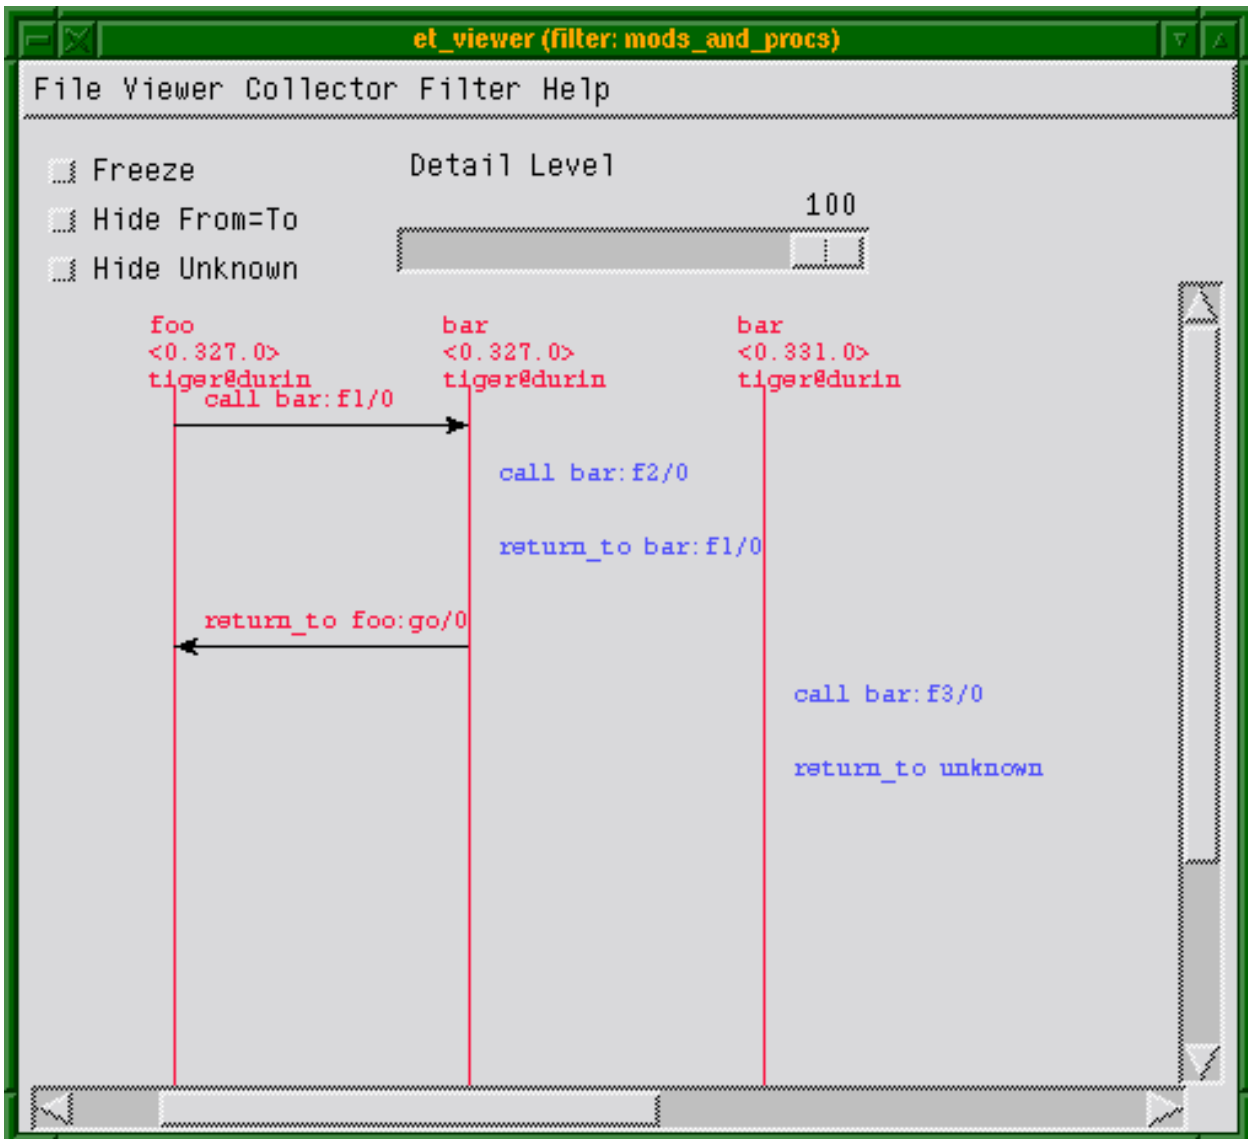 et_viewer (filter: mods_and_procs)
File Viewer Collector Filter Help
Freeze
Detail Level
Hide From=To
100
Hide Unknown
foo bar bar
<0.327.0> <0.327.0> <0.331.0>
tiger@durin tiger@durin tiger@durin
call bar:f1/0
call bar:f2/0
return_to bar:f1/0
return_to foo:go/0
call bar:f3/0
return_to unknown